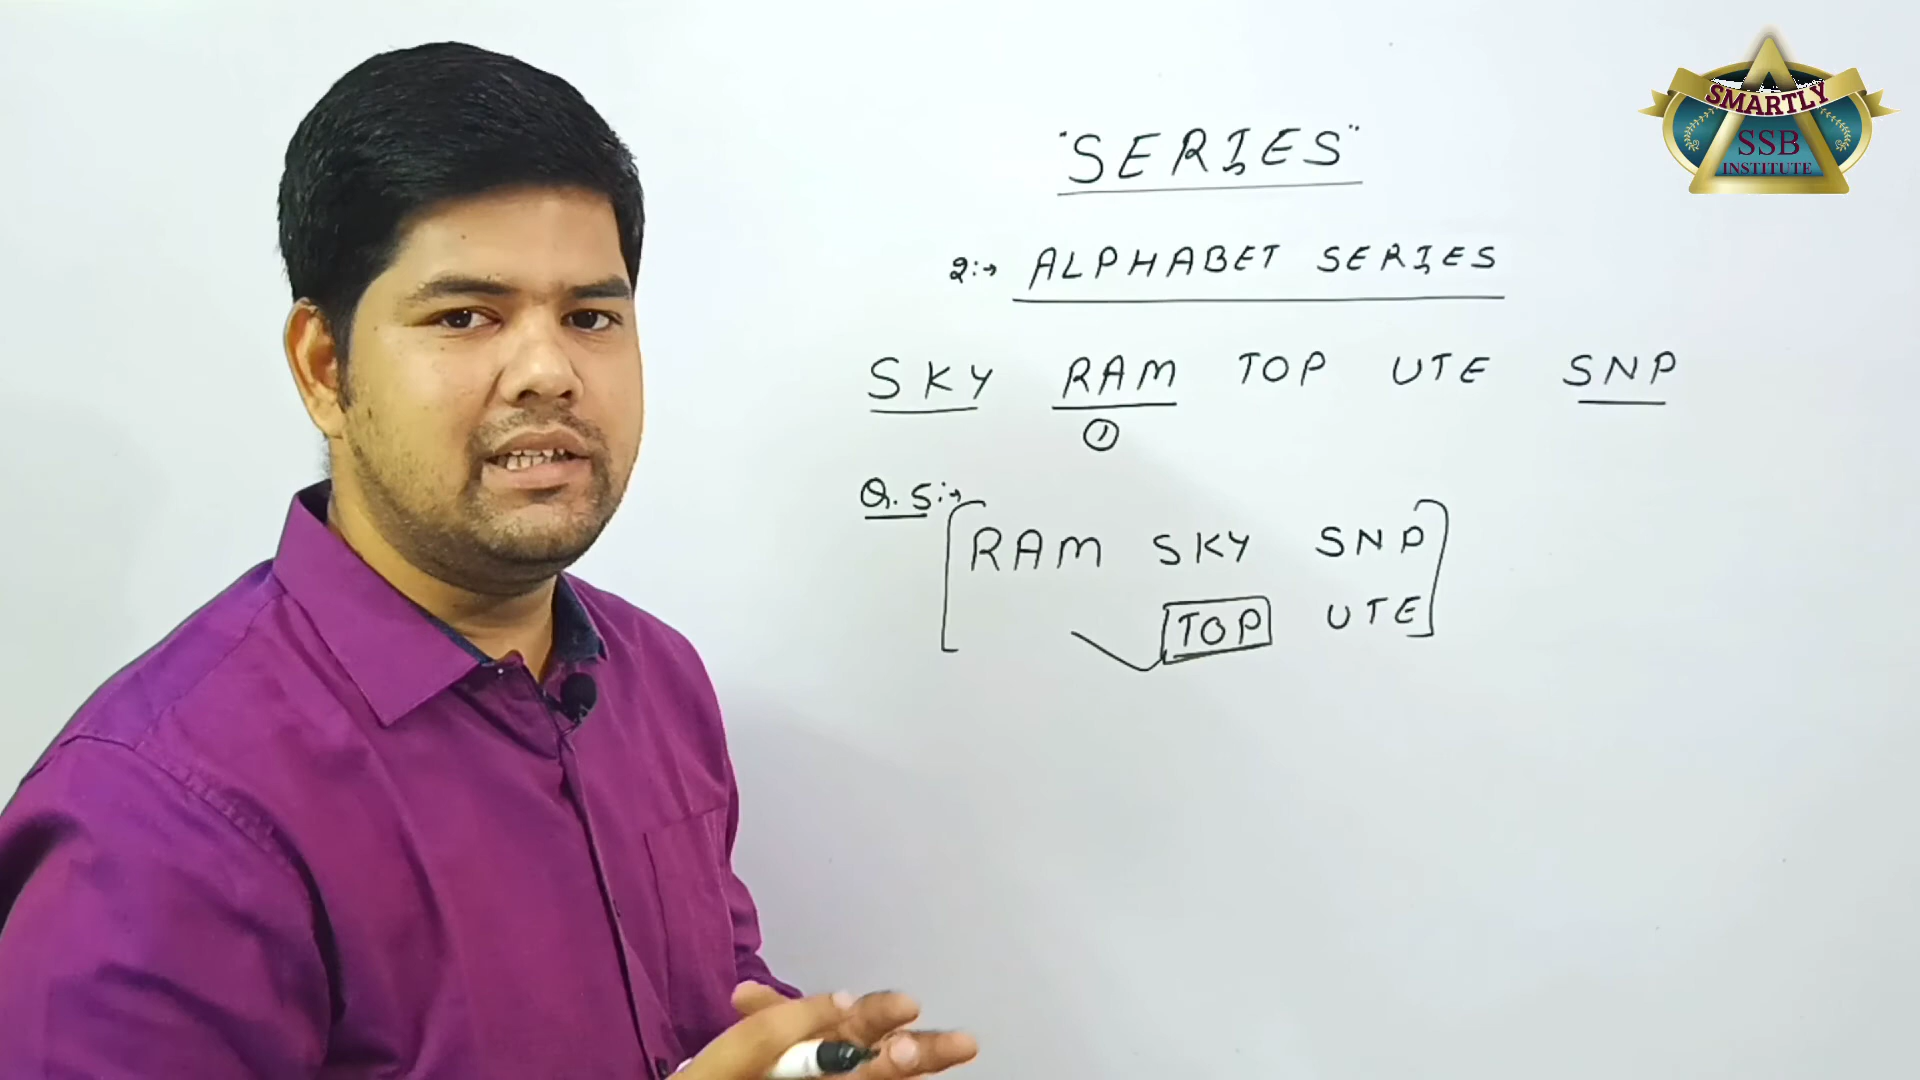 SMARTLY
SSB
INSTITUTE
"SERIES"
2:→ ALPHABET SERIES
SKY RAM TOP UTE SNP
1
Q.5:→
RAM SKY SNP
TOP UTE